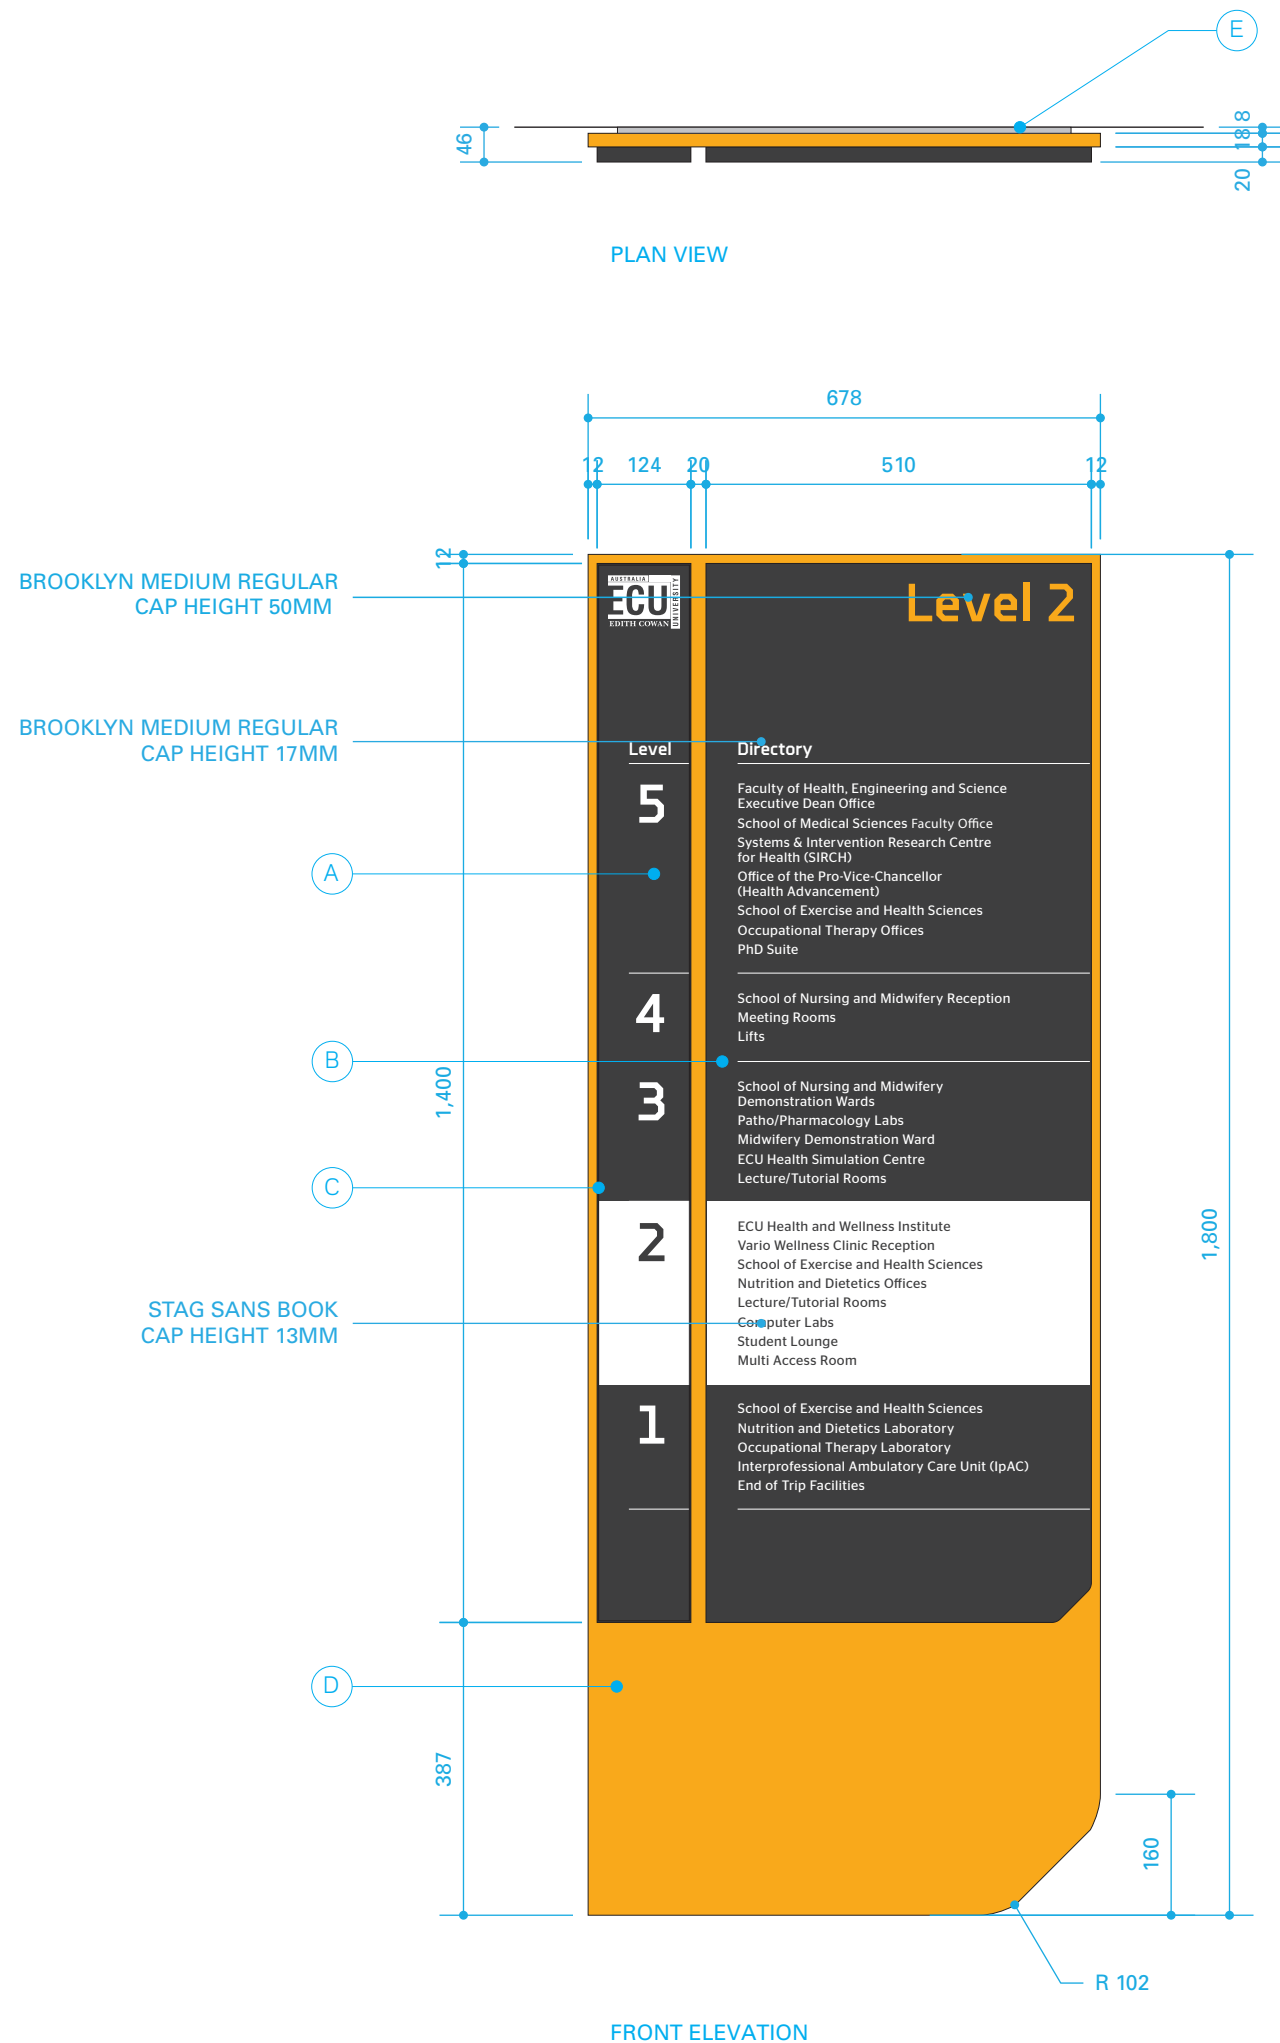 E
46
8
18
20
PLAN VIEW
678
12 124 20 510 12
12
BROOKLYN MEDIUM REGULAR
CAP HEIGHT 50MM
AUSTRALIA
ECU
EDITH COWAN
UNIVERSITY
Level 2
BROOKLYN MEDIUM REGULAR
CAP HEIGHT 17MM
Level
Directory
5
Faculty of Health, Engineering and Science
Executive Dean Office
School of Medical Sciences Faculty Office
Systems & Intervention Research Centre
for Health (SIRCH)
Office of the Pro-Vice-Chancellor
(Health Advancement)
School of Exercise and Health Sciences
Occupational Therapy Offices
PhD Suite
A
4
School of Nursing and Midwifery Reception
Meeting Rooms
Lifts
B
1,400
3
School of Nursing and Midwifery
Demonstration Wards
Patho/Pharmacology Labs
Midwifery Demonstration Ward
ECU Health Simulation Centre
Lecture/Tutorial Rooms
C
1,800
2
ECU Health and Wellness Institute
Vario Wellness Clinic Reception
School of Exercise and Health Sciences
Nutrition and Dietetics Offices
Lecture/Tutorial Rooms
Computer Labs
Student Lounge
Multi Access Room
STAG SANS BOOK
CAP HEIGHT 13MM
1
School of Exercise and Health Sciences
Nutrition and Dietetics Laboratory
Occupational Therapy Laboratory
Interprofessional Ambulatory Care Unit (IpAC)
End of Trip Facilities
D
387
160
R 102
FRONT ELEVATION